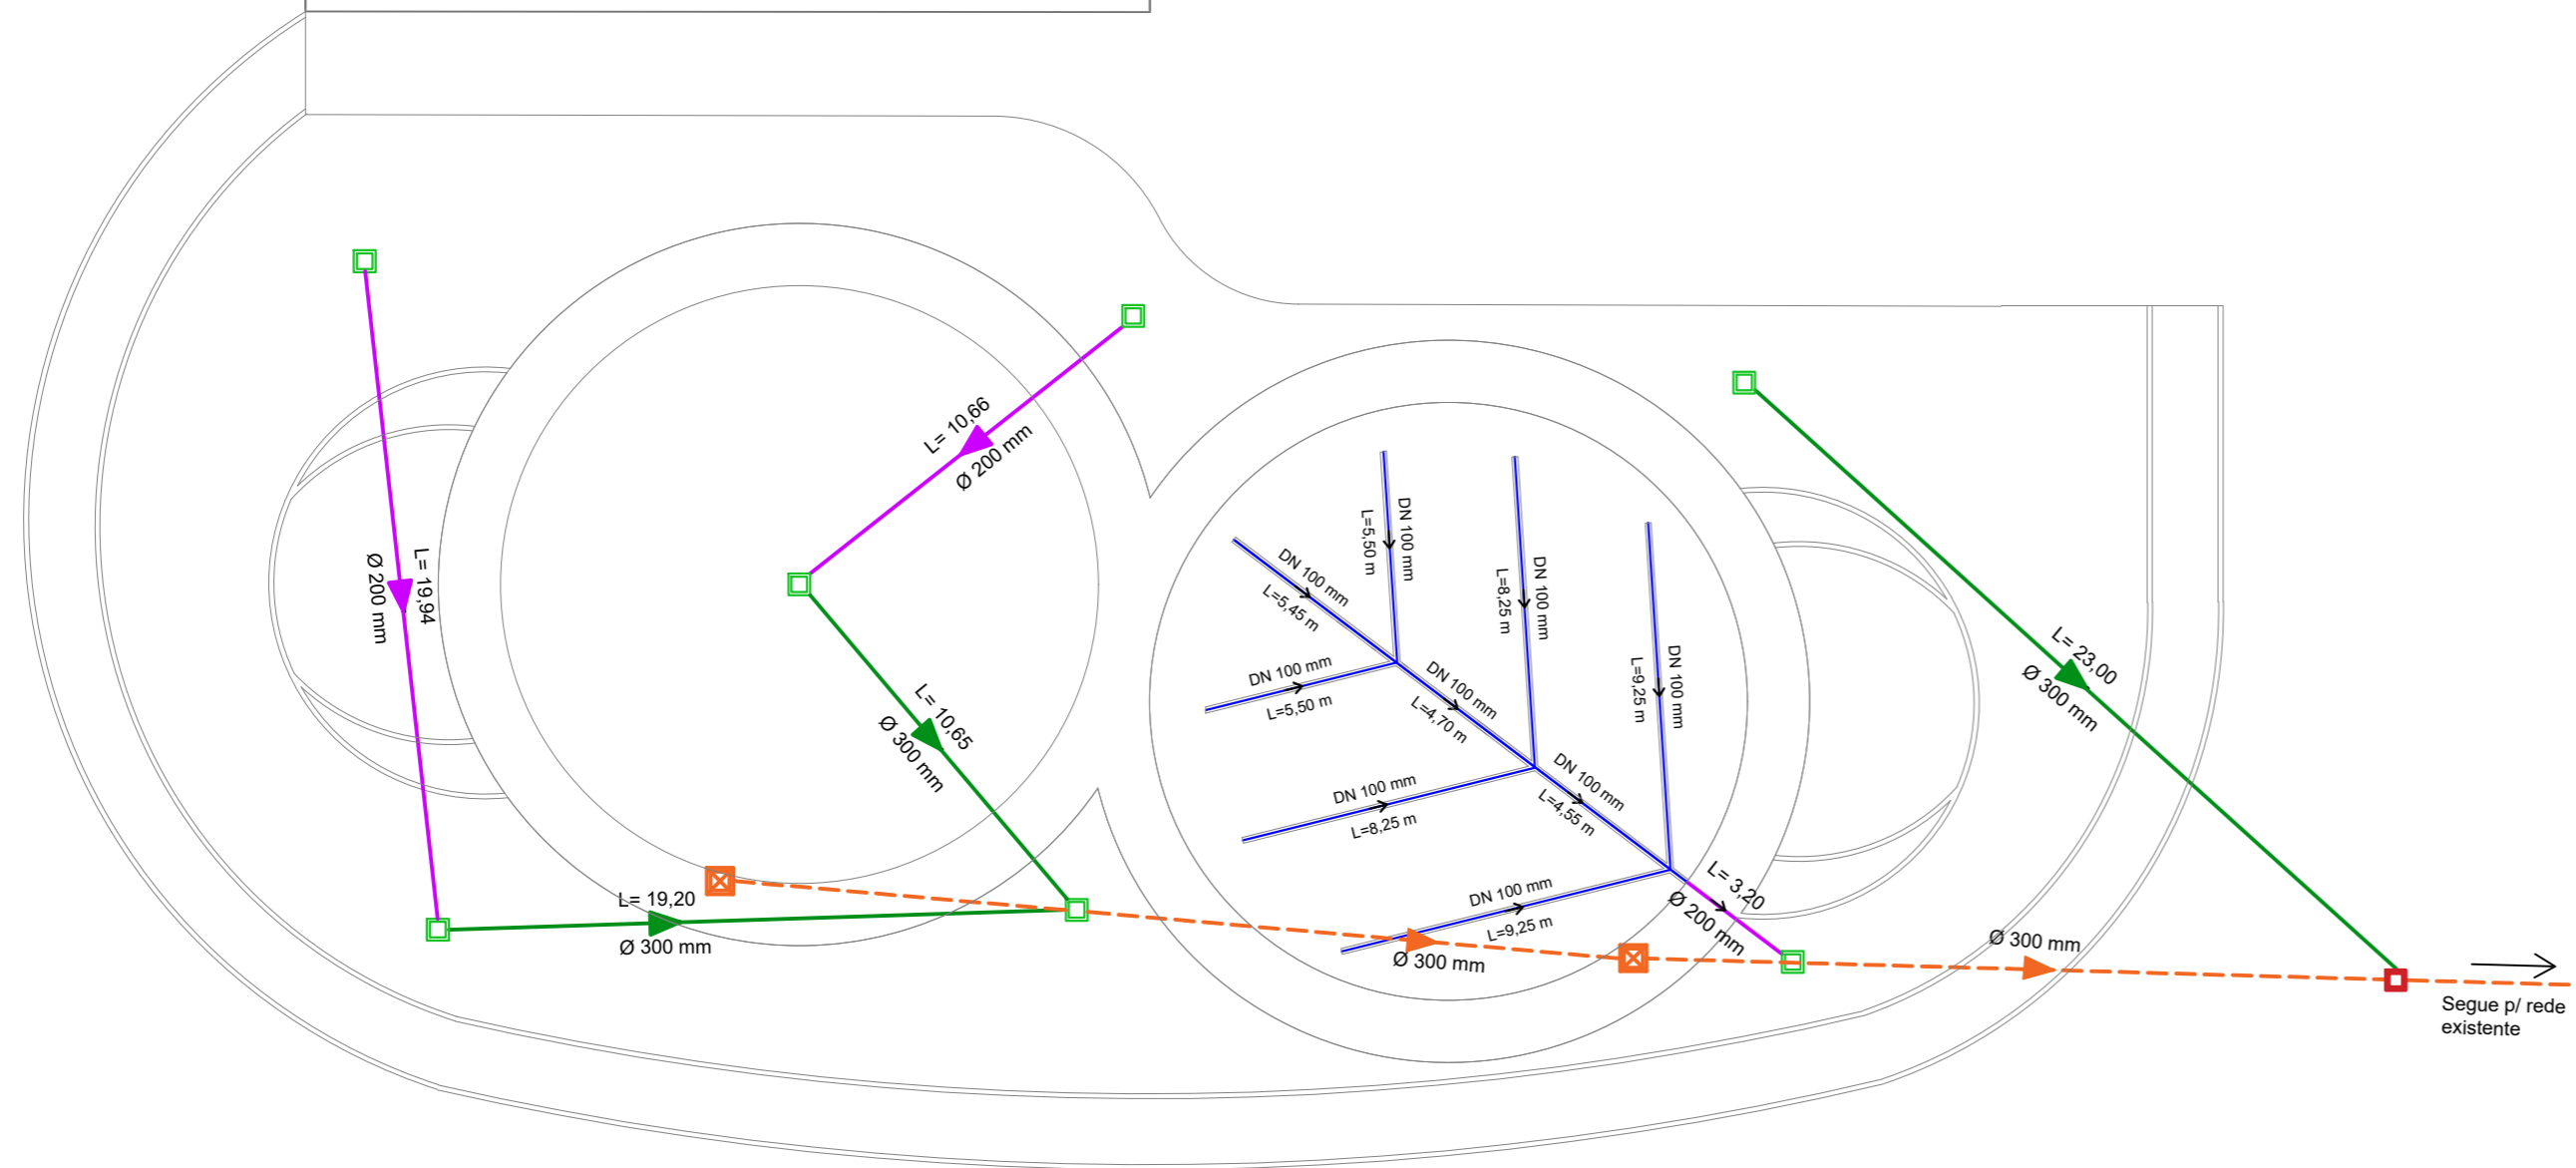 L= 19,94
Ø 200 mm
L= 10,66
Ø 200 mm
L= 10,65
Ø 300 mm
L= 19,20
Ø 300 mm
DN 100 mm
L=5,50 m
DN 100 mm
L=5,45 m
DN 100 mm
L=5,50 m
DN 100 mm
L=8,25 m
DN 100 mm
L=4,70 m
DN 100 mm
L=8,25 m
DN 100 mm
L=9,25 m
DN 100 mm
L=4,55 m
DN 100 mm
L=9,25 m
L= 3,20
Ø 200 mm
Ø 300 mm
L= 23,00
Ø 300 mm
Ø 300 mm
Segue p/ rede
existente